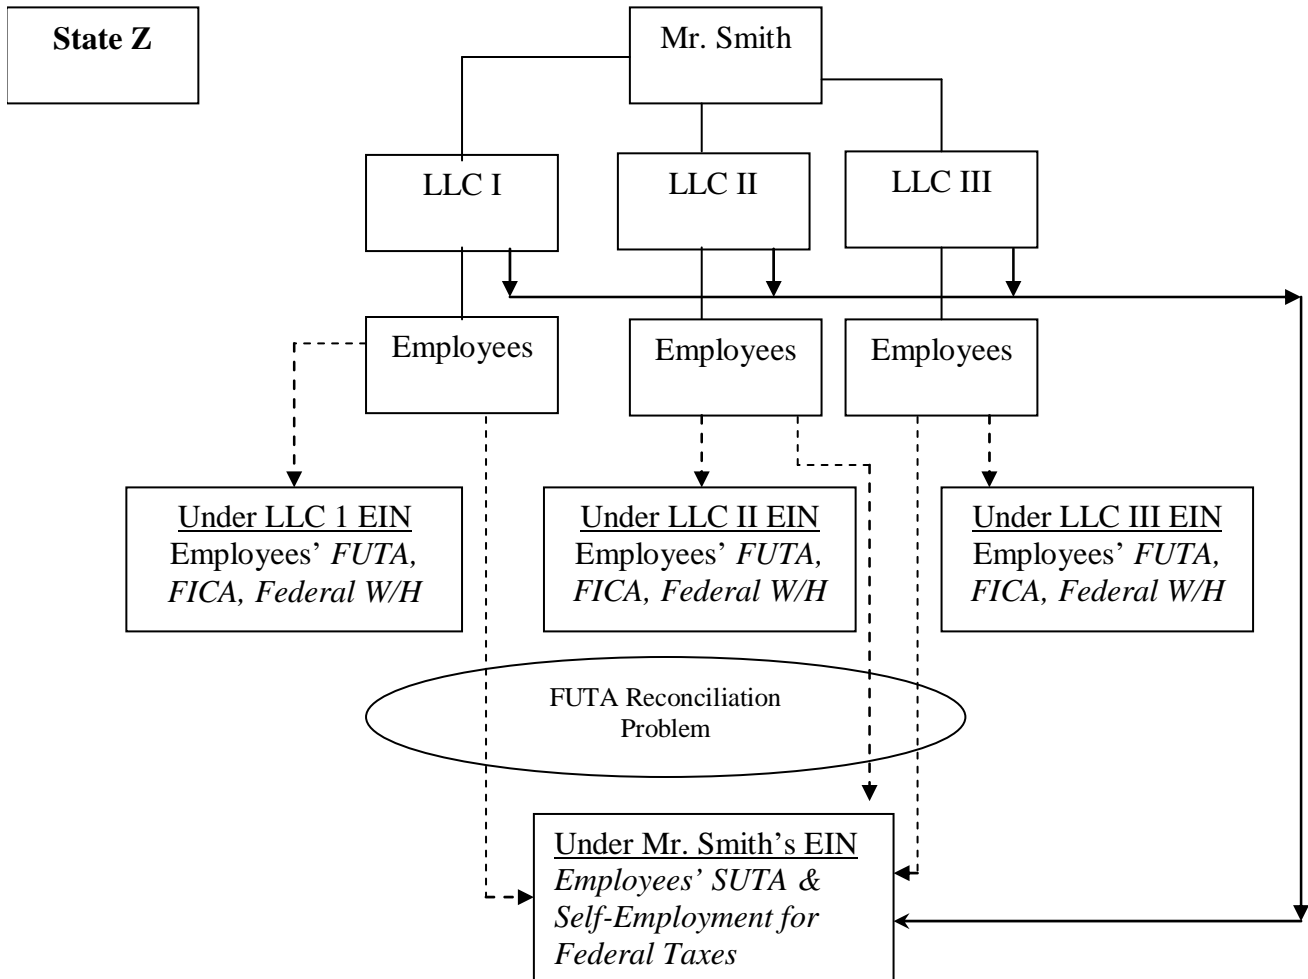 State Z
Mr. Smith
LLC I
LLC II
LLC III
Employees
Employees
Employees
Under LLC 1 EIN
Employees’ FUTA,
FICA, Federal W/H
Under LLC II EIN
Employees’ FUTA,
FICA, Federal W/H
Under LLC III EIN
Employees’ FUTA,
FICA, Federal W/H
FUTA Reconciliation
Problem
Under Mr. Smith’s EIN
Employees’ SUTA &
Self-Employment for
Federal Taxes